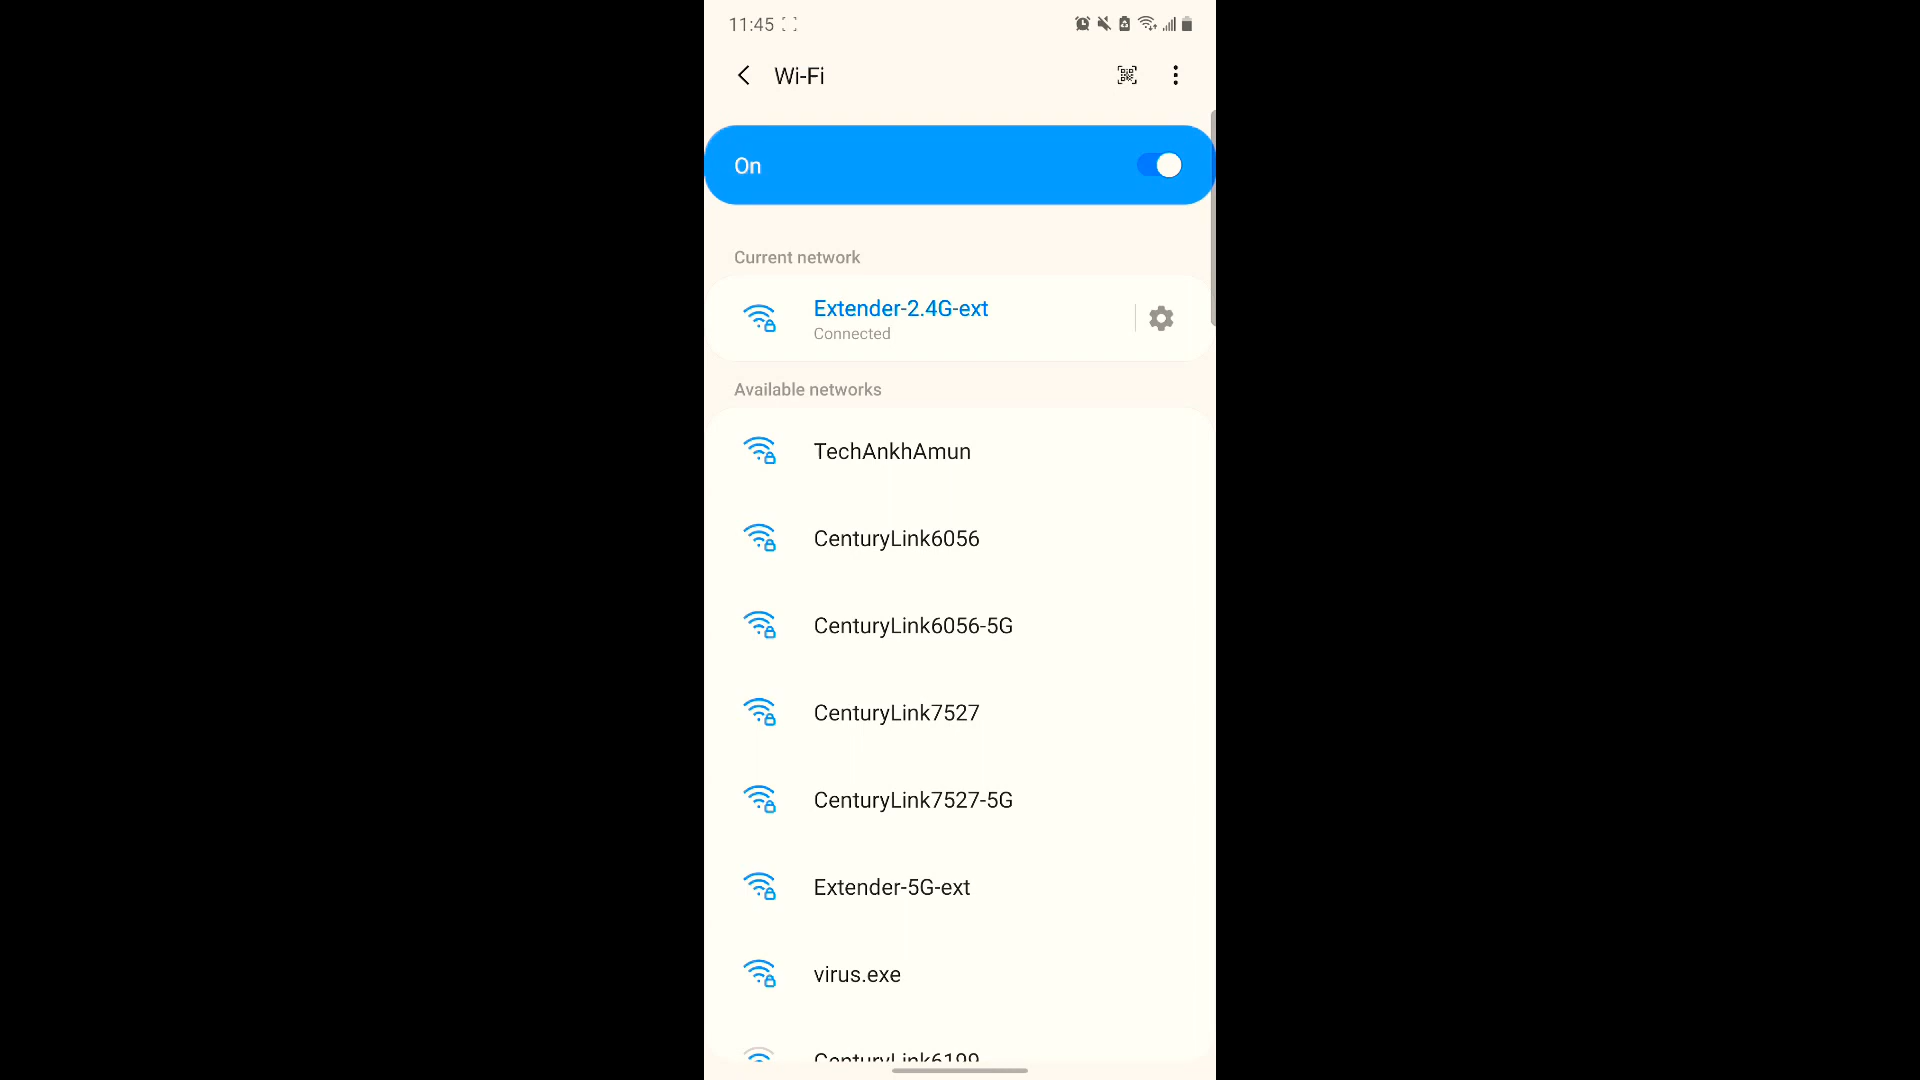 11:45
Wi-Fi
On
Current network
Extender-2.4G-ext
Connected
Available networks
TechAnkhAmun
CenturyLink6056
CenturyLink6056-5G
CenturyLink7527
CenturyLink7527-5G
Extender-5G-ext
virus.exe
CenturyLink6199